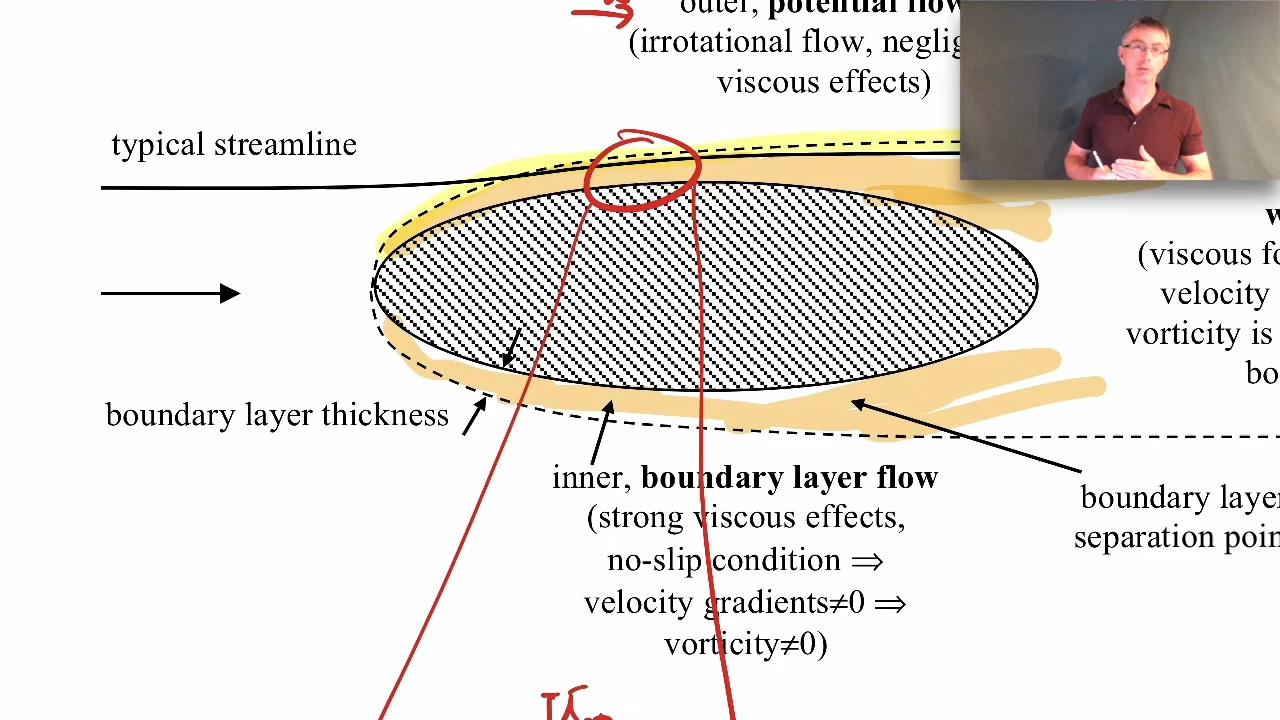 outer, potential flow
(irrotational flow, neglig
viscous effects)
typical streamline
w
(viscous fo
velocity
vorticity is
bo
boundary layer thickness
inner, boundary layer flow
(strong viscous effects,
no-slip condition ⇒
velocity gradients≠0 ⇒
vorticity≠0)
boundary layer
separation poin